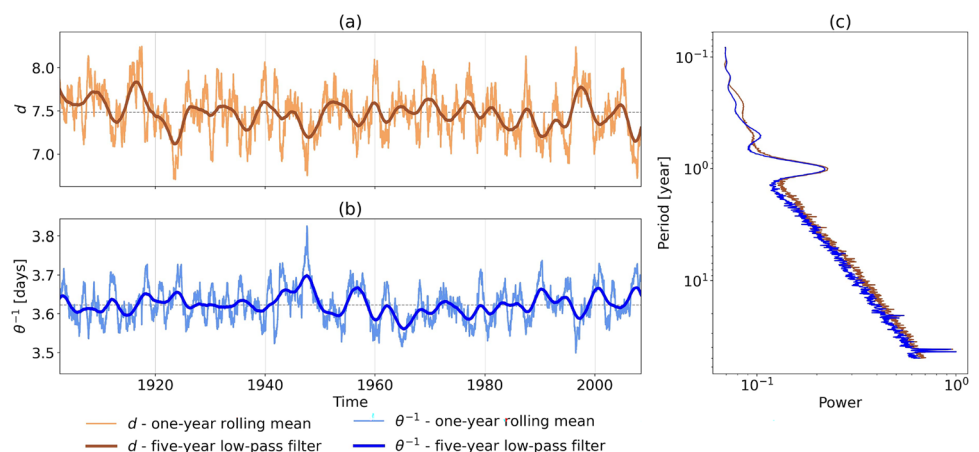 (a)
8.0
7.5
7.0
d
(b)
3.8
3.7
3.6
3.5
θ⁻¹ [days]
1920 1940 1960 1980 2000
Time
d - one-year rolling mean
d - five-year low-pass filter
θ⁻¹ - one-year rolling mean
θ⁻¹ - five-year low-pass filter
(c)
10⁻¹
10⁰
10¹
Period [year]
10⁻¹ 10⁰
Power